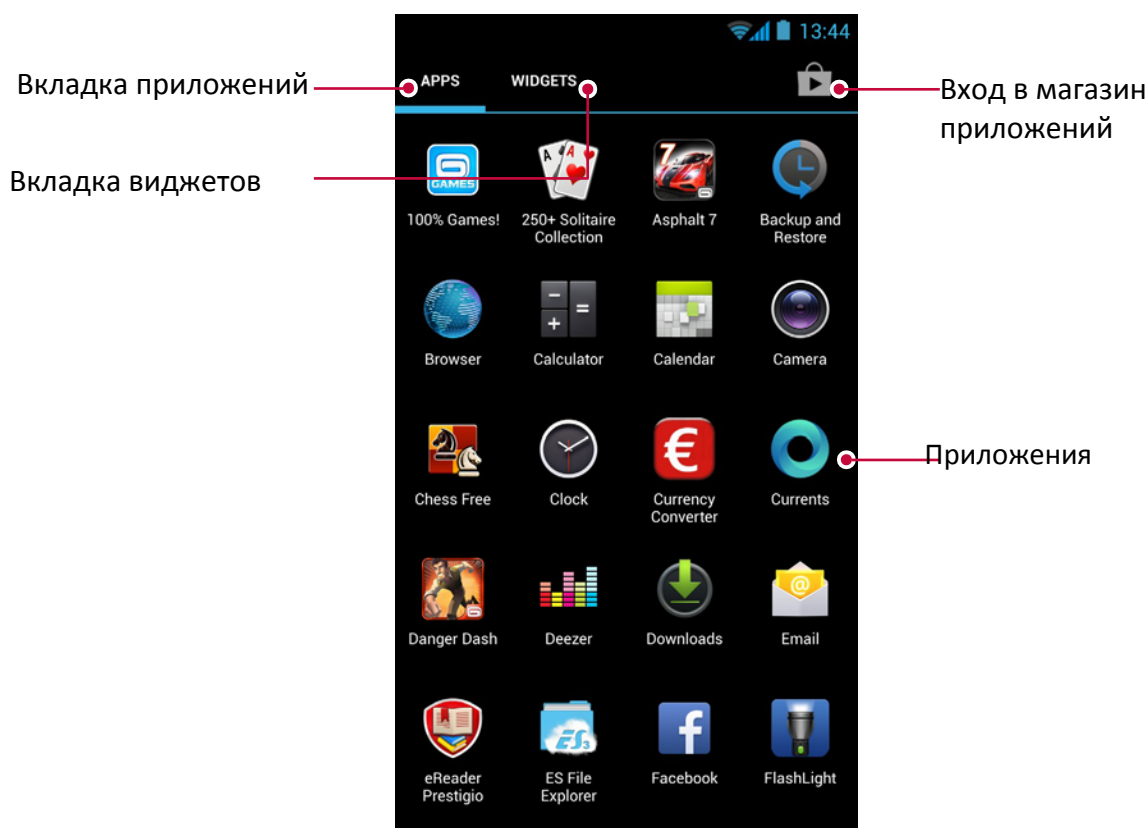 13:44
Вкладка приложений
APPS
WIDGETS
Вход в магазин
приложений
Вкладка виджетов
GAMES
A
A
7
100% Games!
250+ Solitaire
Collection
Asphalt 7
Backup and
Restore
Browser
Calculator
Calendar
Camera
€
Приложения
Chess Free
Clock
Currency
Converter
Currents
@
Danger Dash
Deezer
Downloads
Email
ES3
f
eReader
Prestigio
ES File
Explorer
Facebook
FlashLight